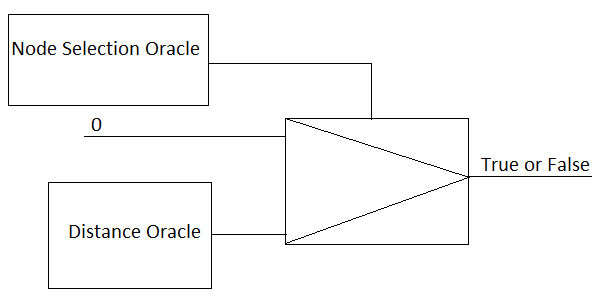 Node Selection Oracle
0
True or False
Distance Oracle